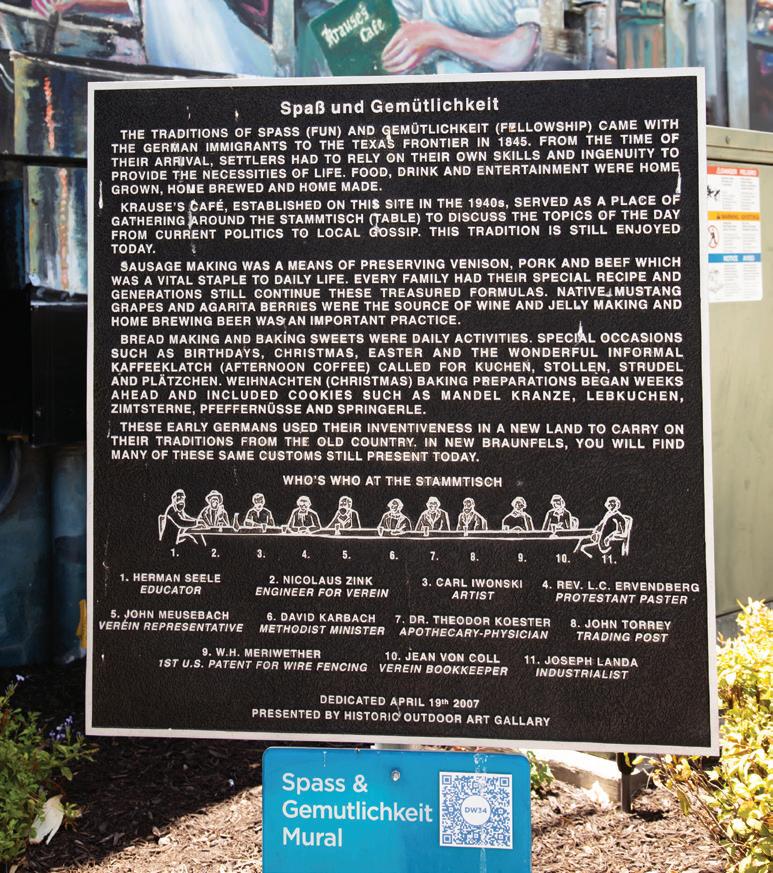 Krause's
Cafe
Spaß und Gemütlichkeit
THE TRADITIONS OF SPASS (FUN) AND GEMÜTLICHKEIT (FELLOWSHIP) CAME WITH
THE GERMAN IMMIGRANTS TO THE TEXAS FRONTIER IN 1845. FROM THE TIME OF
THEIR ARRIVAL, SETTLERS HAD TO RELY ON THEIR OWN SKILLS AND INGENUITY TO
PROVIDE THE NECESSITIES OF LIFE. FOOD, DRINK AND ENTERTAINMENT WERE HOME
GROWN, HOME BREWED AND HOME MADE.
KRAUSE'S CAFÉ, ESTABLISHED ON THIS SITE IN THE 1940s, SERVED AS A PLACE OF
GATHERING AROUND THE STAMMTISCH (TABLE) TO DISCUSS THE TOPICS OF THE DAY
FROM CURRENT POLITICS TO LOCAL GOSSIP. THIS TRADITION IS STILL ENJOYED
TODAY.
SAUSAGE MAKING WAS A MEANS OF PRESERVING VENISON, PORK AND BEEF WHICH
WAS A VITAL STAPLE TO DAILY LIFE. EVERY FAMILY HAD THEIR SPECIAL RECIPE AND
GENERATIONS STILL CONTINUE THESE TREASURED FORMULAS. NATIVE MUSTANG
GRAPES AND AGARITA BERRIES WERE THE SOURCE OF WINE AND JELLY MAKING AND
HOME BREWING BEER WAS AN IMPORTANT PRACTICE.
BREAD MAKING AND BAKING SWEETS WERE DAILY ACTIVITIES. SPECIAL OCCASIONS
SUCH AS BIRTHDAYS, CHRISTMAS, EASTER AND THE WONDERFUL INFORMAL
KAFFEEKLATCH (AFTERNOON COFFEE) CALLED FOR KUCHEN, STOLLEN, STRUDEL
AND PLÄTZCHEN. WEIHNACHTEN (CHRISTMAS) BAKING PREPARATIONS BEGAN WEEKS
AHEAD AND INCLUDED COOKIES SUCH AS MANDEL KRANZE, LEBKUCHEN,
ZIMTSTERNE, PFEFFERNÜSSE AND SPRINGERLE.
THESE EARLY GERMANS USED THEIR INVENTIVENESS IN A NEW LAND TO CARRY ON
THEIR TRADITIONS FROM THE OLD COUNTRY. IN NEW BRAUNFELS, YOU WILL FIND
MANY OF THESE SAME CUSTOMS STILL PRESENT TODAY.
WHO'S WHO AT THE STAMMTISCH
1. 2. 3. 4. 5. 6. 7. 8. 9. 10. 11.
1. HERMAN SEELE 2. NICOLAUS ZINK 3. CARL IWONSKI 4. REV. L.C. ERVENDBERG
EDUCATOR ENGINEER FOR VEREIN ARTIST PROTESTANT PASTER
5. JOHN MEUSEBACH 6. DAVID KARBACH 7. DR. THEODOR KOESTER 8. JOHN TORREY
VEREIN REPRESENTATIVE METHODIST MINISTER APOTHECARY-PHYSICIAN TRADING POST
9. W.H. MERIWETHER 10. JEAN VON COLL 11. JOSEPH LANDA
1ST U.S. PATENT FOR WIRE FENCING VEREIN BOOKKEEPER INDUSTRIALIST
DEDICATED APRIL 19th 2007
PRESENTED BY HISTORIC OUTDOOR ART GALLARY
Spass &
Gemutlichkeit
Mural
DW34